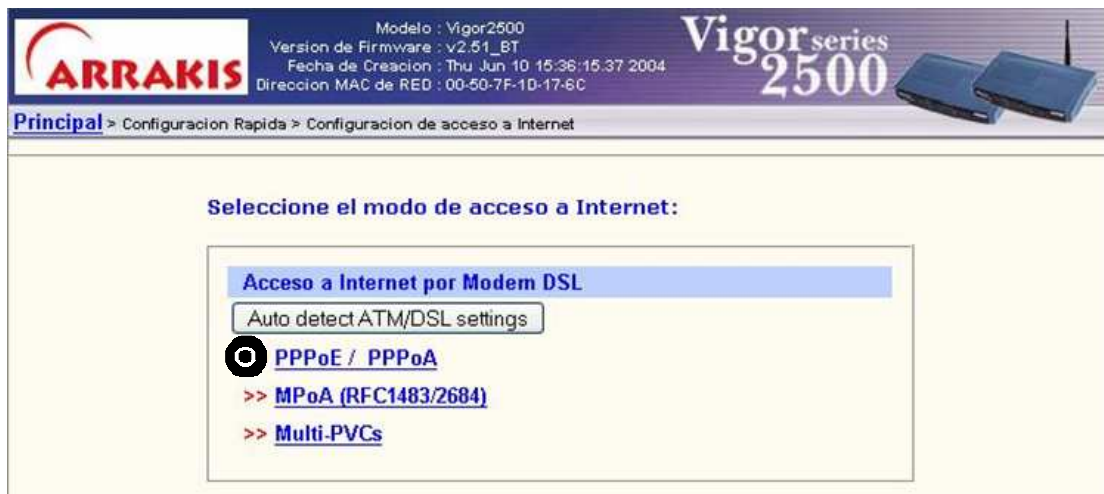 ARRAKIS
Modelo : Vigor2500
Version de Firmware : v2.51_BT
Fecha de Creacion : Thu Jun 10 15:36:15.37 2004
Direccion MAC de RED : 00-50-7F-1D-17-6C
Vigor series
2500
Principal > Configuracion Rapida > Configuracion de acceso a Internet
Seleccione el modo de acceso a Internet:
Acceso a Internet por Modem DSL
Auto detect ATM/DSL settings
PPPoE / PPPoA
>> MPoA (RFC1483/2684)
>> Multi-PVCs